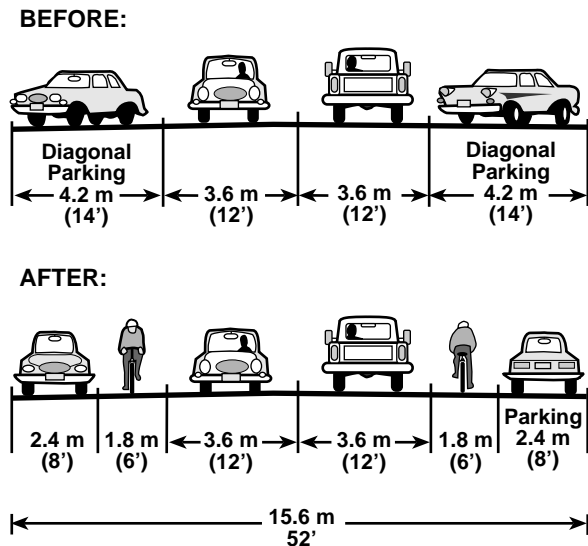 BEFORE:
Diagonal
Parking
4.2 m
(14’)
3.6 m
(12’)
3.6 m
(12’)
Diagonal
Parking
4.2 m
(14’)
AFTER:
2.4 m
(8’)
1.8 m
(6’)
3.6 m
(12’)
3.6 m
(12’)
1.8 m
(6’)
Parking
2.4 m
(8’)
15.6 m
52’